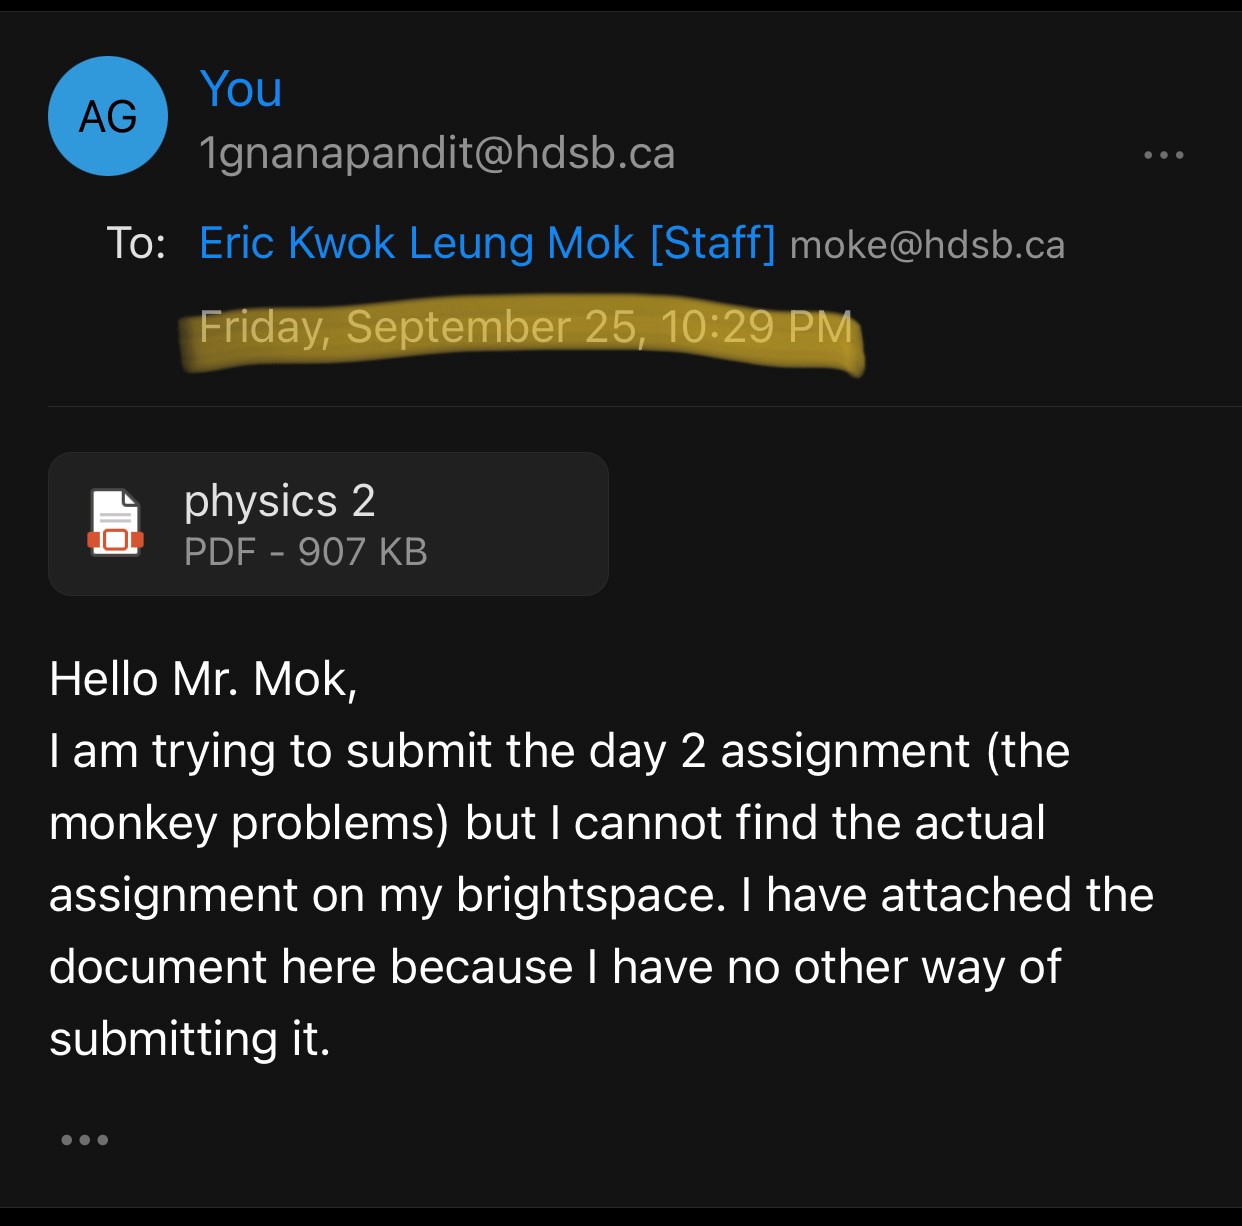 AG
You
1gnanapandit@hdsb.ca
To: Eric Kwok Leung Mok [Staff] moke@hdsb.ca
Friday, September 25, 10:29 PM
physics 2
PDF - 907 KB
Hello Mr. Mok,
I am trying to submit the day 2 assignment (the
monkey problems) but I cannot find the actual
assignment on my brightspace. I have attached the
document here because I have no other way of
submitting it.